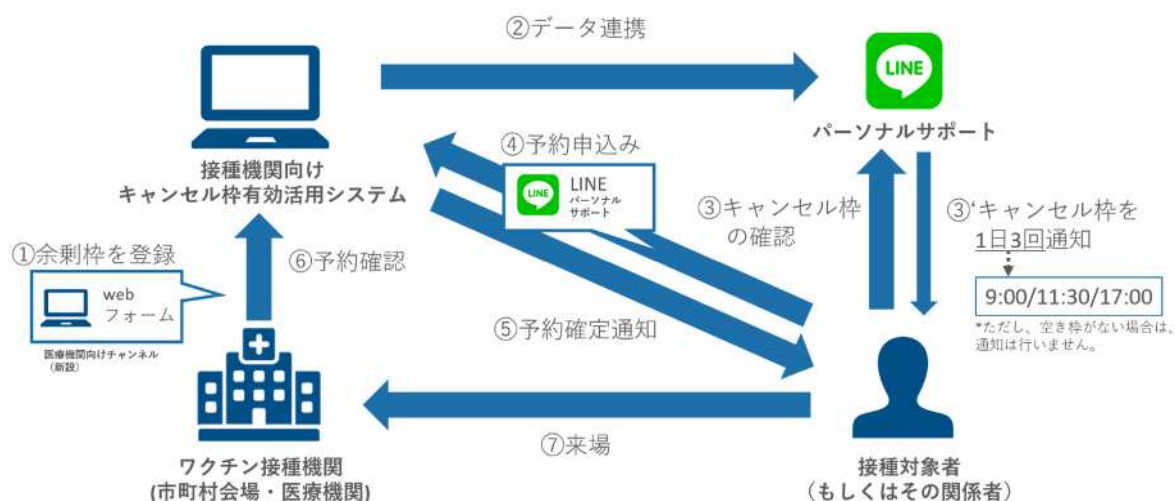 ②データ連携
LINE
パーソナルサポート
接種機関向け
キャンセル枠有効活用システム
④予約申込み
LINE
LINE
パーソナル
サポート
③キャンセル枠
の確認
③‘キャンセル枠を
1日3回通知
9:00/11:30/17:00
*ただし、空き枠がない場合は、
通知は行いません。
①余剰枠を登録
web
フォーム
医療機関向けチャンネル
（新設）
⑥予約確認
⑤予約確定通知
⑦来場
ワクチン接種機関
(市町村会場・医療機関)
接種対象者
（もしくはその関係者）